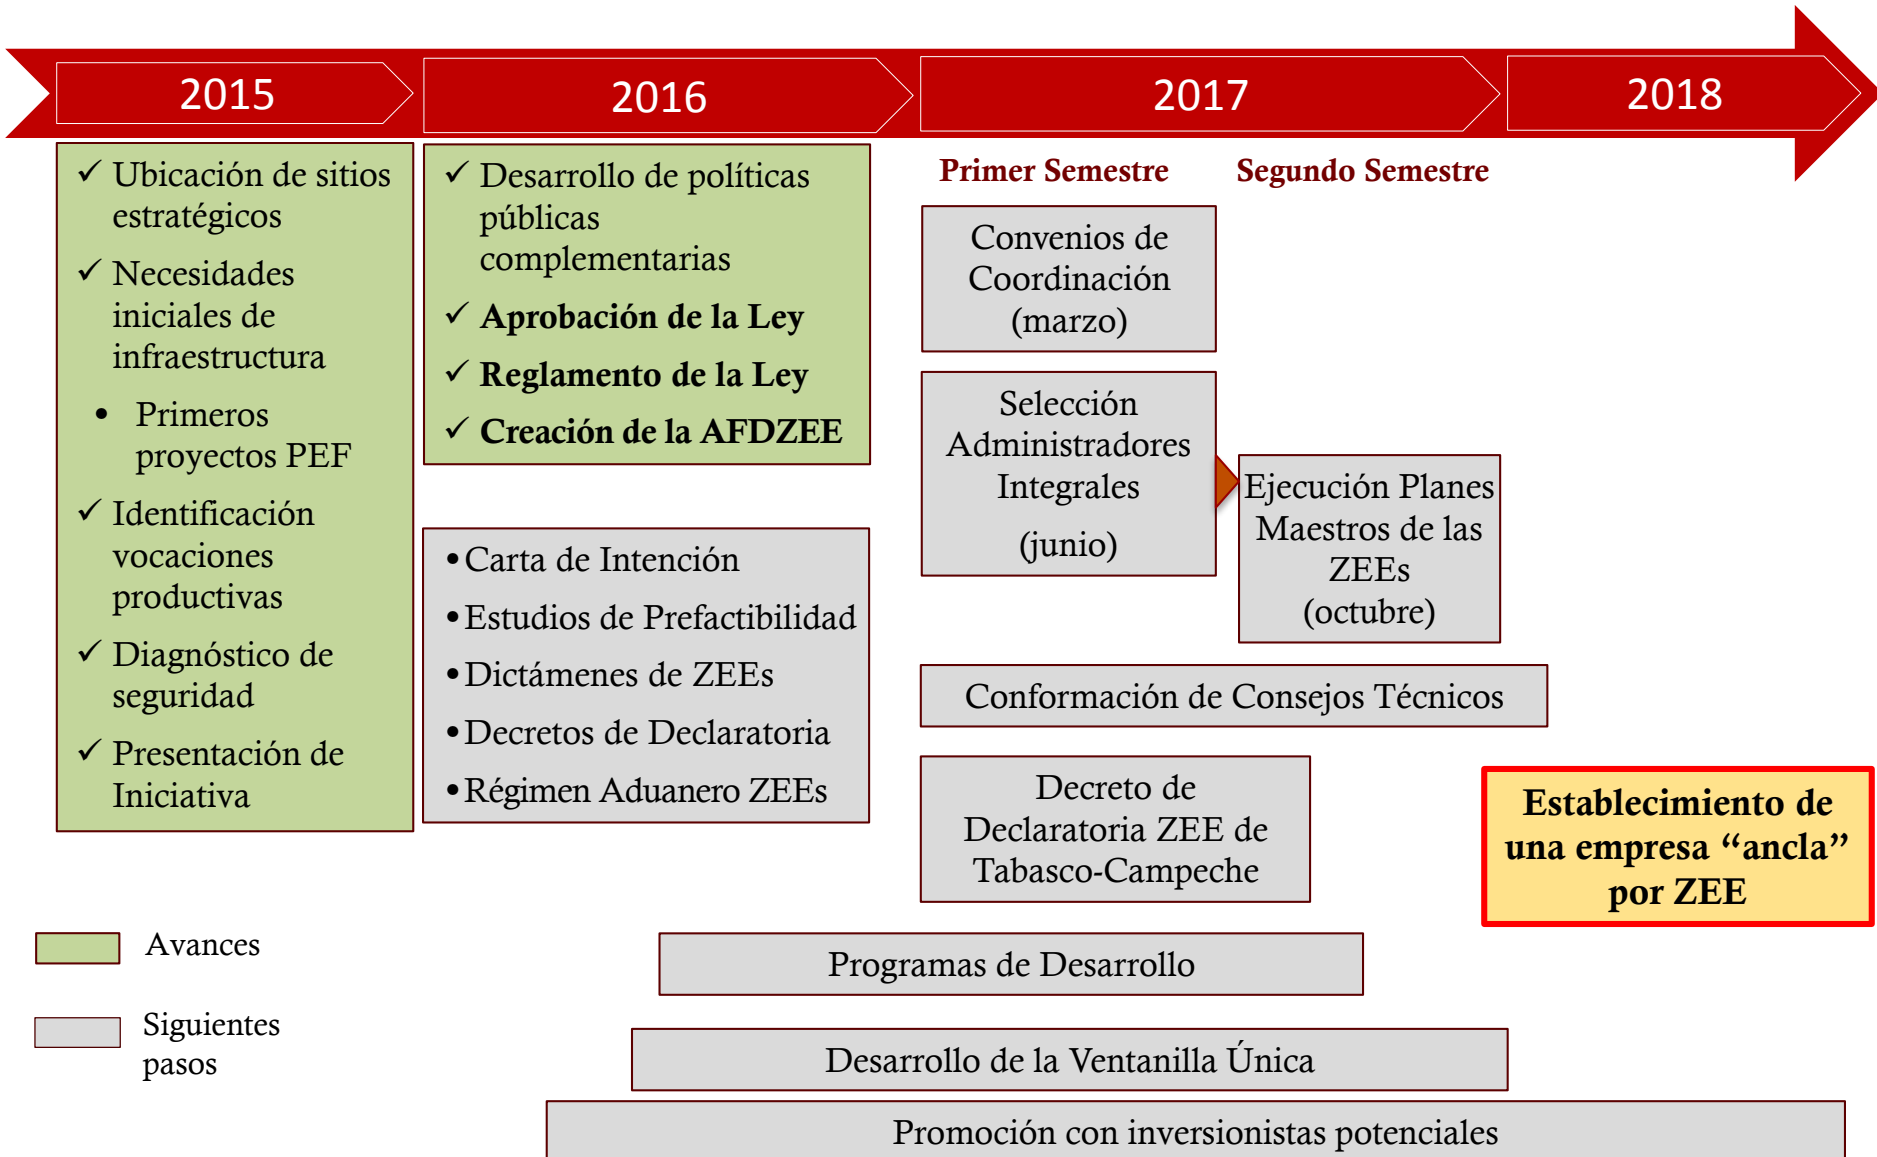 2015
2016
2017
2018
✓ Ubicación de sitios
estratégicos
✓ Necesidades
iniciales de
infraestructura
• Primeros
proyectos PEF
✓ Identificación
vocaciones
productivas
✓ Diagnóstico de
seguridad
✓ Presentación de
Iniciativa
✓ Desarrollo de políticas
públicas
complementarias
✓ Aprobación de la Ley
✓ Reglamento de la Ley
✓ Creación de la AFDZEE
• Carta de Intención
• Estudios de Prefactibilidad
• Dictámenes de ZEEs
• Decretos de Declaratoria
• Régimen Aduanero ZEEs
Primer Semestre
Segundo Semestre
Convenios de
Coordinación
(marzo)
Selección
Administradores
Integrales
(junio)
Ejecución Planes
Maestros de las
ZEEs
(octubre)
Conformación de Consejos Técnicos
Decreto de
Declaratoria ZEE de
Tabasco-Campeche
Establecimiento de
una empresa “ancla”
por ZEE
Programas de Desarrollo
Desarrollo de la Ventanilla Única
Promoción con inversionistas potenciales
Avances
Siguientes
pasos